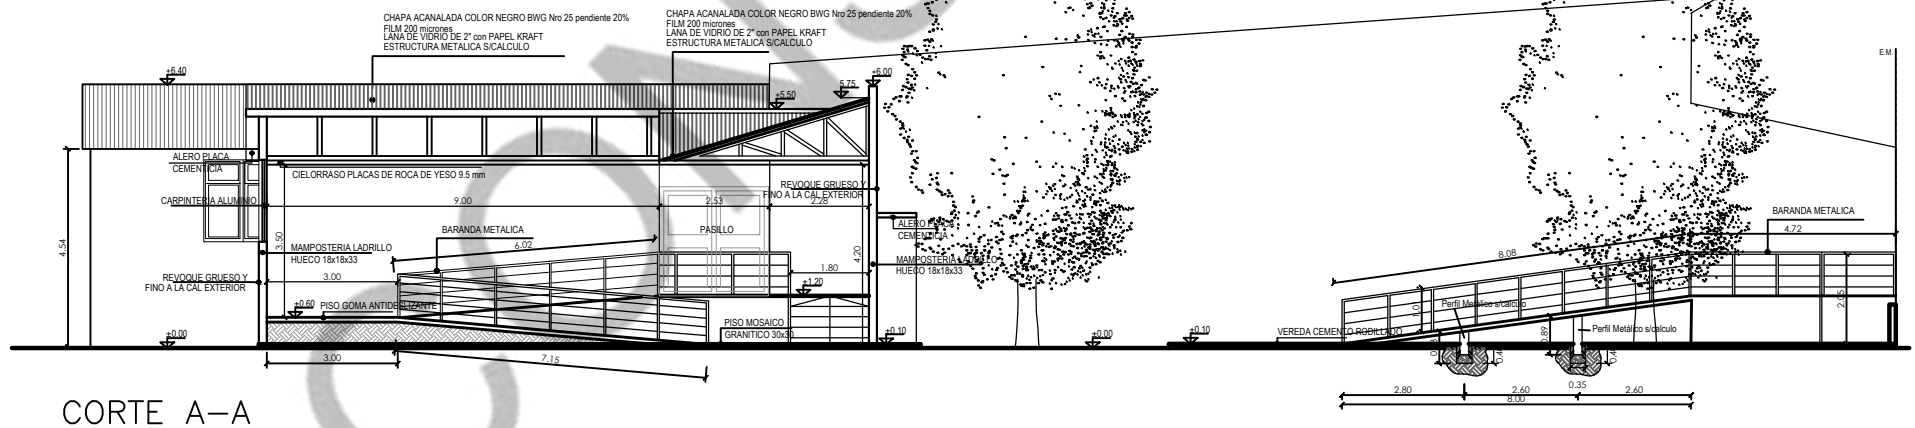 CHAPA ACANALADA COLOR NEGRO BWG Nro 25 pendiente 20%
FILM 200 micrones
LANA DE VIDRIO DE 2" con PAPEL KRAFT
ESTRUCTURA METALICA S/CALCULO
CHAPA ACANALADA COLOR NEGRO BWG Nro 25 pendiente 20%
FILM 200 micrones
LANA DE VIDRIO DE 2" con PAPEL KRAFT
ESTRUCTURA METALICA S/CALCULO
E.M.
+6.40
+6.00
5.75
+5.50
ALERO PLACA
CEMENTICIA
CIELORRASO PLACAS DE ROCA DE YESO 9.5 mm
REVOQUE GRUESO Y
FINO A LA CAL EXTERIOR
CARPINTERIA ALUMINIO
9.00
2.53
2.28
PASILLO
BARANDA METALICA
6.02
ALERO
CEMENTICIA
BARANDA METALICA
4.72
4.54
3.50
4.20
MAMPOSTERIA LADRILLO
HUECO 18x18x33
MAMPOSTERIA LADRILLO
HUECO 18x18x33
8.08
REVOQUE GRUESO Y
FINO A LA CAL EXTERIOR
3.00
1.80
+1.20
+0.60
PISO GOMA ANTIDESLIZANTE
PISO MOSAICO
GRANITICO
Perfil Metálico s/calculo
Perfil Metálico s/calculo
2.05
0.89
±0.00
+0.10
±0.00
+0.10
VEREDA CEMENTO RODILLADO
3.00
7.15
2.80
2.60
0.35
2.60
8.00
CORTE A-A